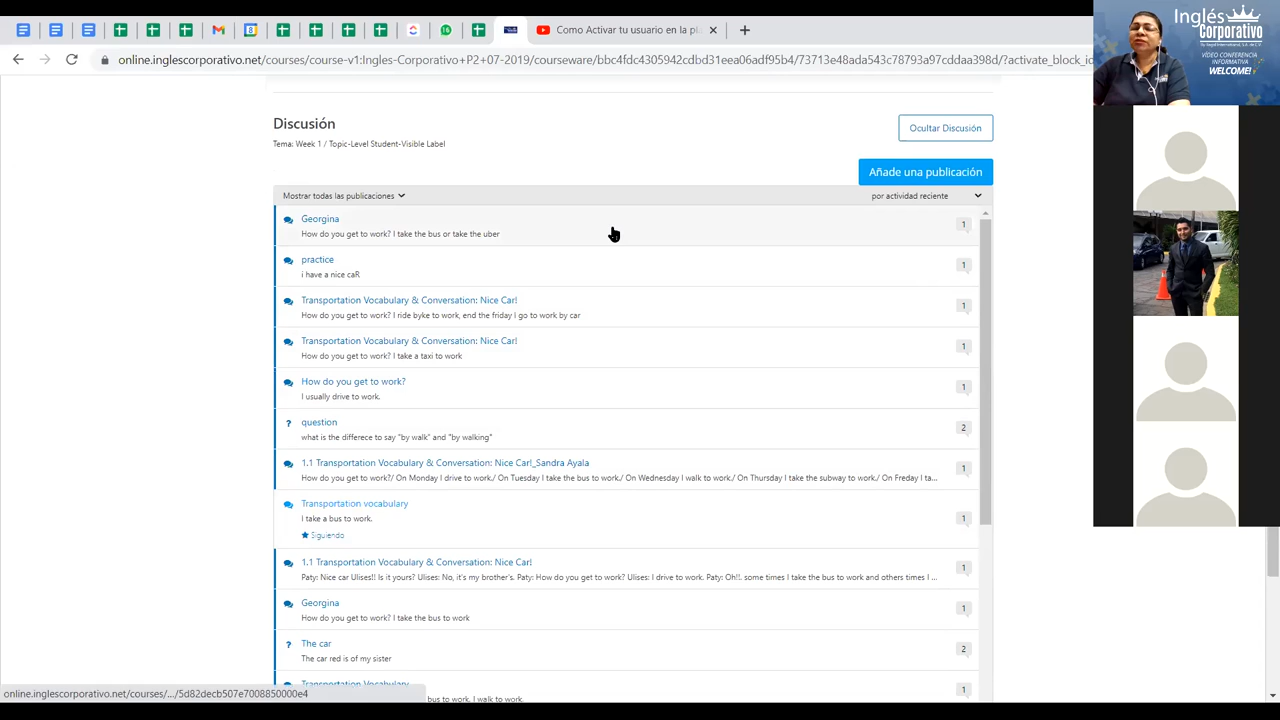 Como Activar tu usuario en la pl
online.inglescorporativo.net/courses/course-v1:Ingles-Corporativo+P2+07
Inglés
Corporativo
VÍDEO CONFERENCIA
INFORMATIVA
WELCOME!
Discusión
Ocultar Discusión
Tema: Week 1 / Topic-Level Student-Visible Label
Añade una publicación
Mostrar todas las publicaciones
por actividad reciente
Georgina
1
How do you get to work? I take the bus or take the uber
practice
1
i have a nice caR
Transportation Vocabulary & Conversation: Nice Car!
1
How do you get to work? I ride byke to work, end the friday I go to work by car
Transportation Vocabulary & Conversation: Nice Car!
1
How do you get to work? I take a taxi to work
How do you get to work?
1
I usually drive to work.
? question
2
what is the differece to say "by walk" and "by walking"
1.1 Transportation Vocabulary & Conversation: Nice Car!_Sandra Ayala
1
How do you get to work?/ On Monday I drive to work./ On Tuesday I take the bus to work./ On Wednesday I walk to work./ On Thursday I take the subway to work./ On Freday I ta...
Transportation vocabulary
1
I take a bus to work.
Siguiendo
1.1 Transportation Vocabulary & Conversation: Nice Car!
1
Paty: Nice car Ulises!! Is it yours? Ulises: No, it's my brother's. Paty: How do you get to work? Ulises: I drive to work. Paty: Oh!!. some times I take the bus to work and others times I ...
Georgina
1
How do you get to work? I take the bus to work
? The car
2
The car red is of my sister
Transportation Vocabulary
1
bus to work, I walk to work.
online.inglescorporativo.net/courses/.../5d82decb507e7008850000e4